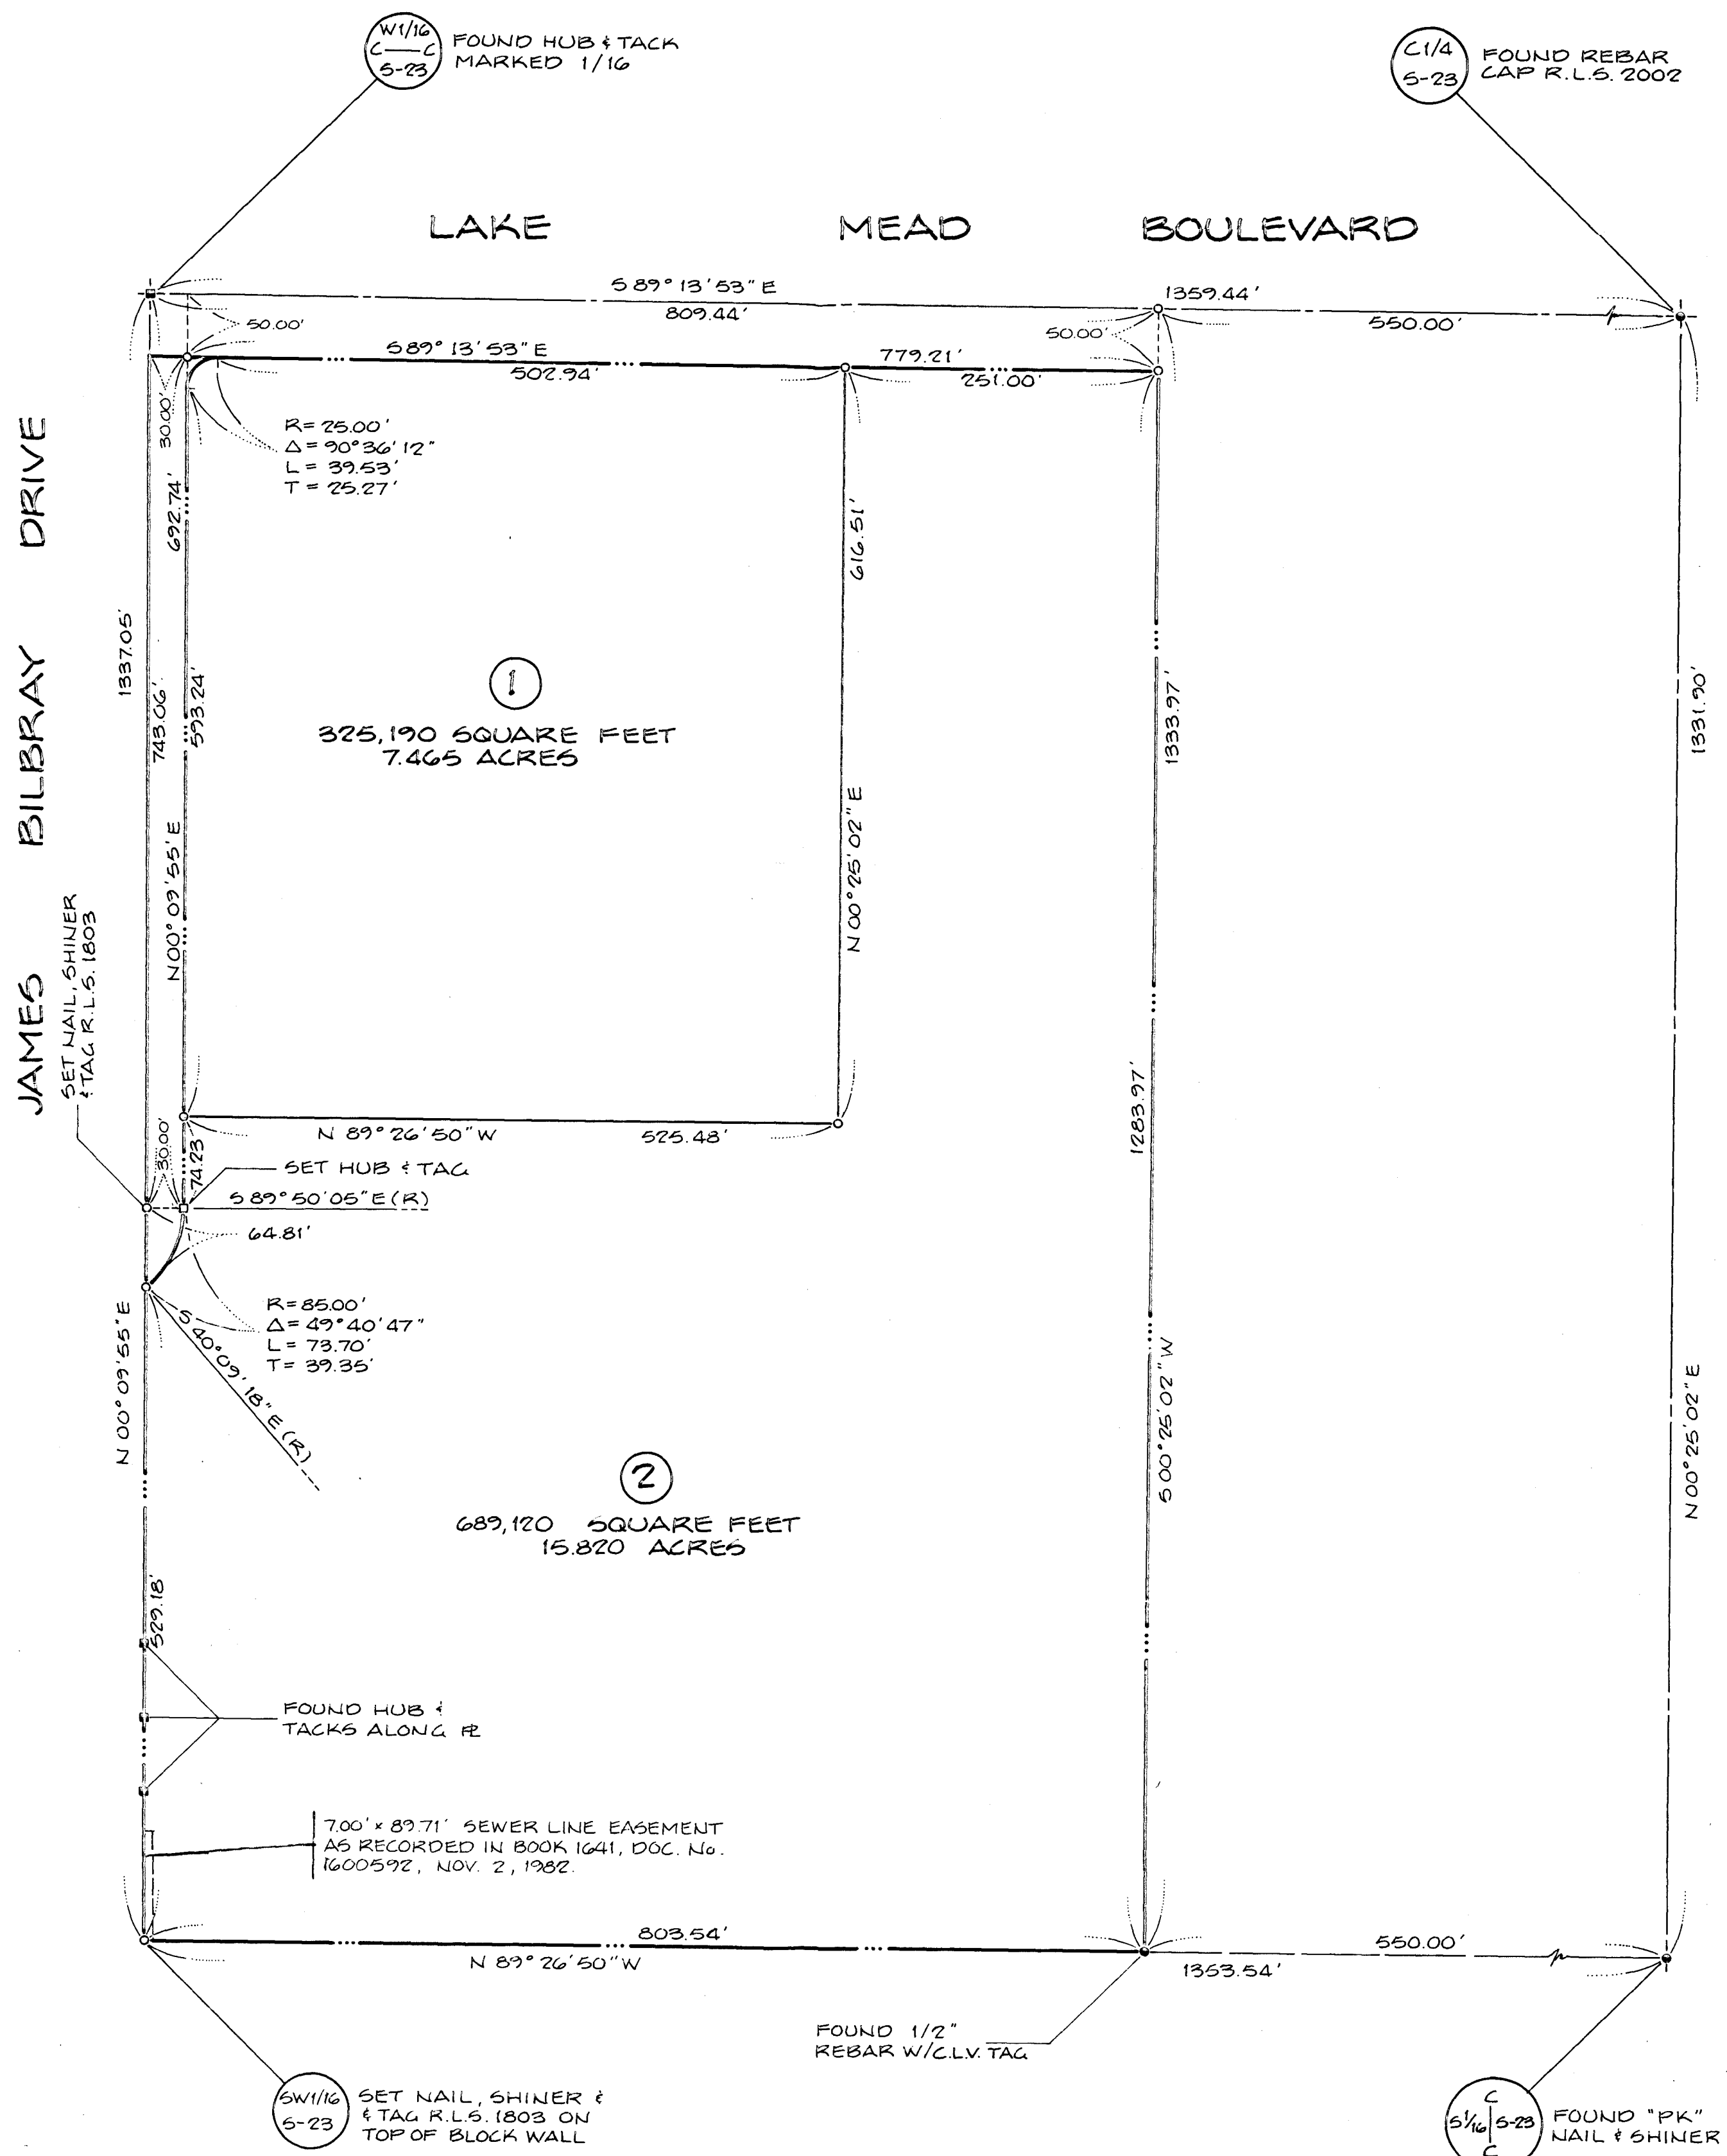 W1/16
C C
S-23
FOUND HUB & TACK
MARKED 1/16
C1/4
S-23
FOUND REBAR
CAP R.L.S. 2002
LAKE MEAD BOULEVARD
S 89° 13' 53" E
809.44'
1359.44'
550.00'
50.00'
50.00'
S 89° 13' 53" E
502.94'
779.21'
251.00'
30.00'
R = 25.00'
Δ = 90° 36' 12"
L = 39.53'
T = 25.27'
692.74'
616.51'
JAMES BILBRAY DRIVE
1337.05'
743.06'
593.24'
1
325,190 SQUARE FEET
7.465 ACRES
1333.97'
1331.90'
N 00° 09' 55" E
N 00° 25' 02" E
SET NAIL, SHINER
& TAG R.L.S. 1803
1283.97'
N 89° 26' 50" W
525.48'
30.00'
74.23
SET HUB & TAG
S 89° 50' 05" E (R)
64.81'
R = 85.00'
Δ = 49° 40' 47"
L = 73.70'
T = 39.35'
N 00° 09' 55" E
S 40° 09' 18" E (R)
S 00° 25' 02" W
N 00° 25' 02" E
2
689,120 SQUARE FEET
15.820 ACRES
529.18'
FOUND HUB &
TACKS ALONG PL
7.00' x 89.71' SEWER LINE EASEMENT
AS RECORDED IN BOOK 1641, DOC. No.
1600592, NOV. 2, 1982.
803.54'
N 89° 26' 50" W
550.00'
1353.54'
FOUND 1/2"
REBAR W/C.L.V. TAG
SW1/16
S-23
SET NAIL, SHINER &
& TAG R.L.S. 1803 ON
TOP OF BLOCK WALL
C
S1/16 S-23
C
FOUND "PK"
NAIL & SHINER